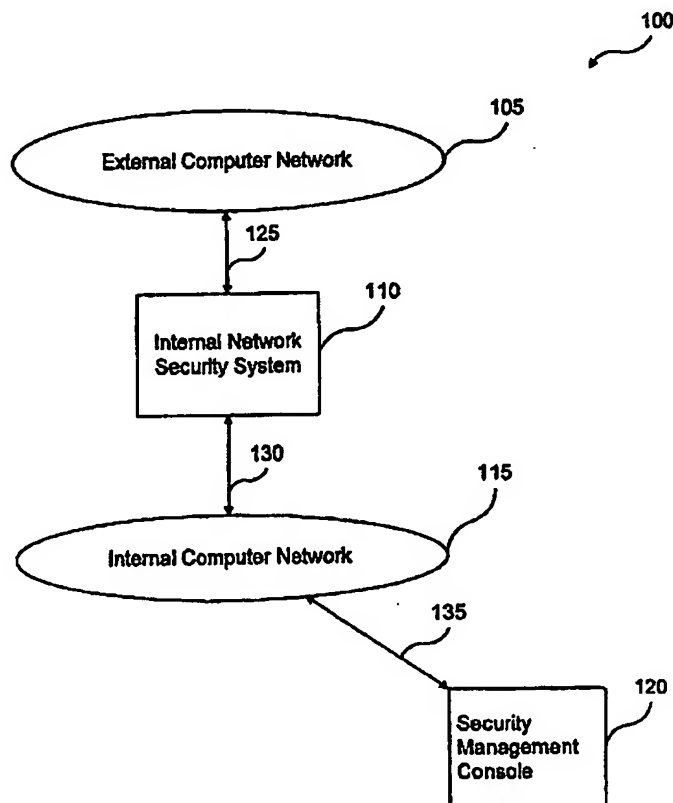 100
105
External Computer Network
125
110
Internal Network
Security System
130
115
Internal Computer Network
135
120
Security
Management
Console